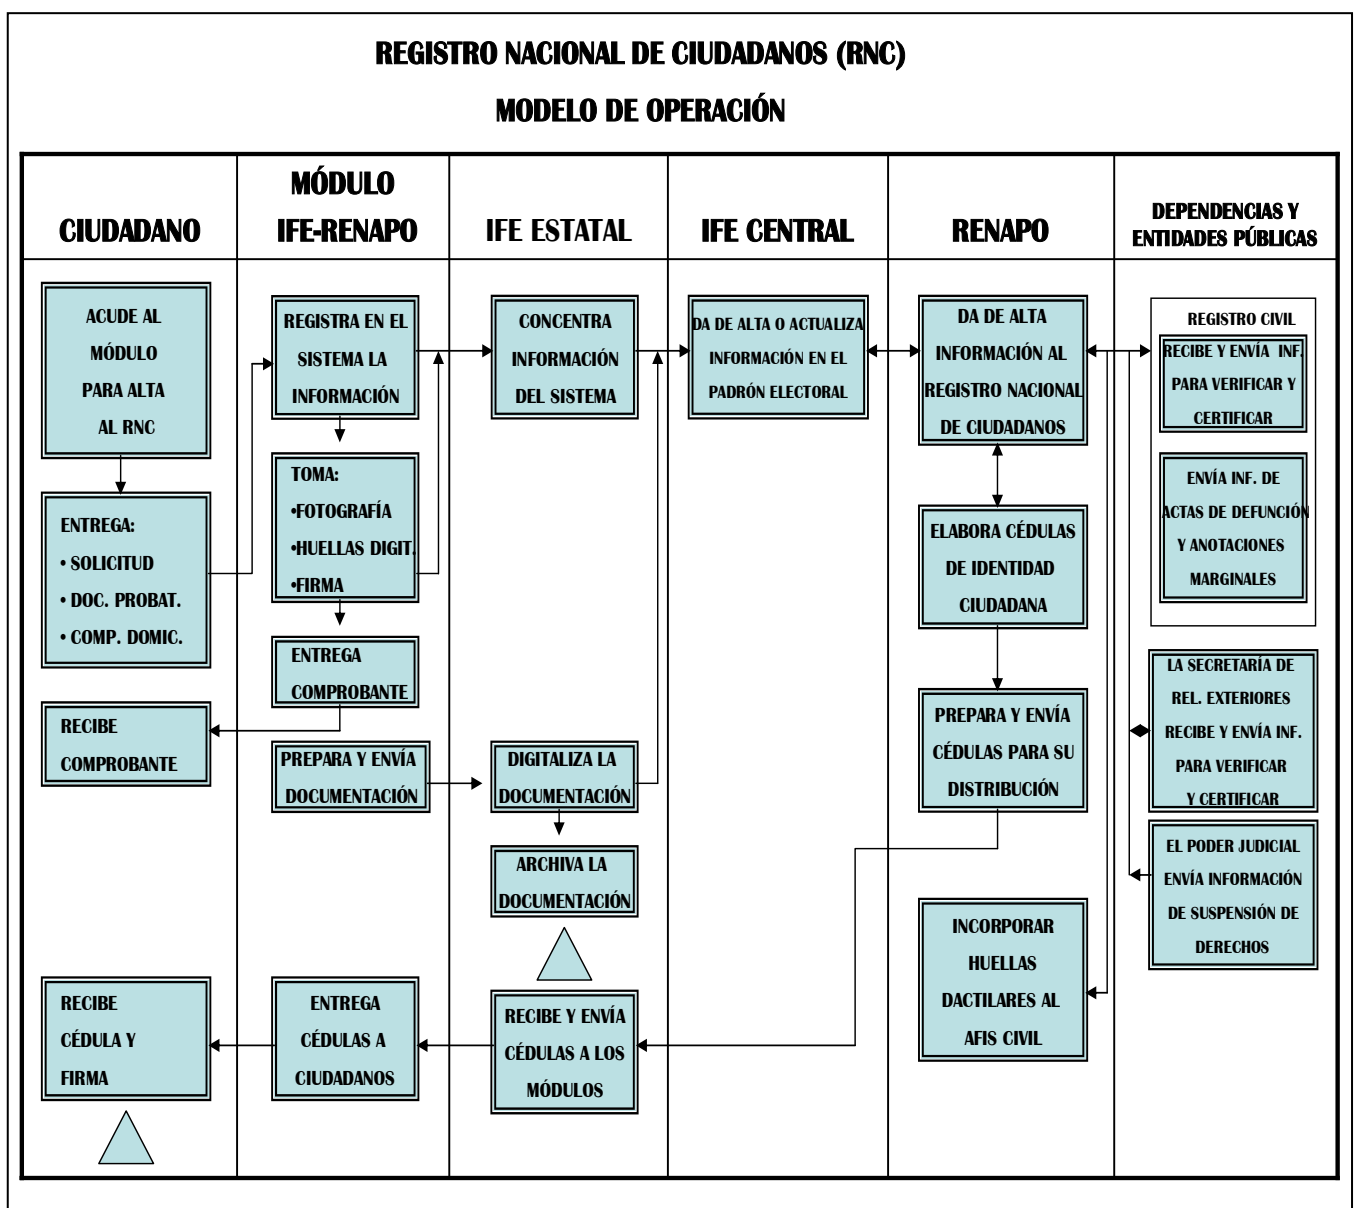 REGISTRO NACIONAL DE CIUDADANOS (RNC)
MODELO DE OPERACIÓN
CIUDADANO
MÓDULO
IFE-RENAPO
IFE ESTATAL
IFE CENTRAL
RENAPO
DEPENDENCIAS Y
ENTIDADES PÚBLICAS
ACUDE AL
MÓDULO
PARA ALTA
AL RNC
ENTREGA:
• SOLICITUD
• DOC. PROBAT.
• COMP. DOMIC.
RECIBE
COMPROBANTE
RECIBE
CÉDULA Y
FIRMA
REGISTRA EN EL
SISTEMA LA
INFORMACIÓN
TOMA:
•FOTOGRAFÍA
•HUELLAS DIGIT.
•FIRMA
ENTREGA
COMPROBANTE
PREPARA Y ENVÍA
DOCUMENTACIÓN
ENTREGA
CÉDULAS A
CIUDADANOS
CONCENTRA
INFORMACIÓN
DEL SISTEMA
DIGITALIZA LA
DOCUMENTACIÓN
ARCHIVA LA
DOCUMENTACIÓN
RECIBE Y ENVÍA
CÉDULAS A LOS
MÓDULOS
DA DE ALTA O ACTUALIZA
INFORMACIÓN EN EL
PADRÓN ELECTORAL
DA DE ALTA
INFORMACIÓN AL
REGISTRO NACIONAL
DE CIUDADANOS
ELABORA CÉDULAS
DE IDENTIDAD
CIUDADANA
PREPARA Y ENVÍA
CÉDULAS PARA SU
DISTRIBUCIÓN
INCORPORAR
HUELLAS
DACTILARES AL
AFIS CIVIL
REGISTRO CIVIL
RECIBE Y ENVÍA INF.
PARA VERIFICAR Y
CERTIFICAR
ENVÍA INF. DE
ACTAS DE DEFUNCIÓN
Y ANOTACIONES
MARGINALES
LA SECRETARÍA DE
REL. EXTERIORES
RECIBE Y ENVÍA INF.
PARA VERIFICAR
Y CERTIFICAR
EL PODER JUDICIAL
ENVÍA INFORMACIÓN
DE SUSPENSIÓN DE
DERECHOS